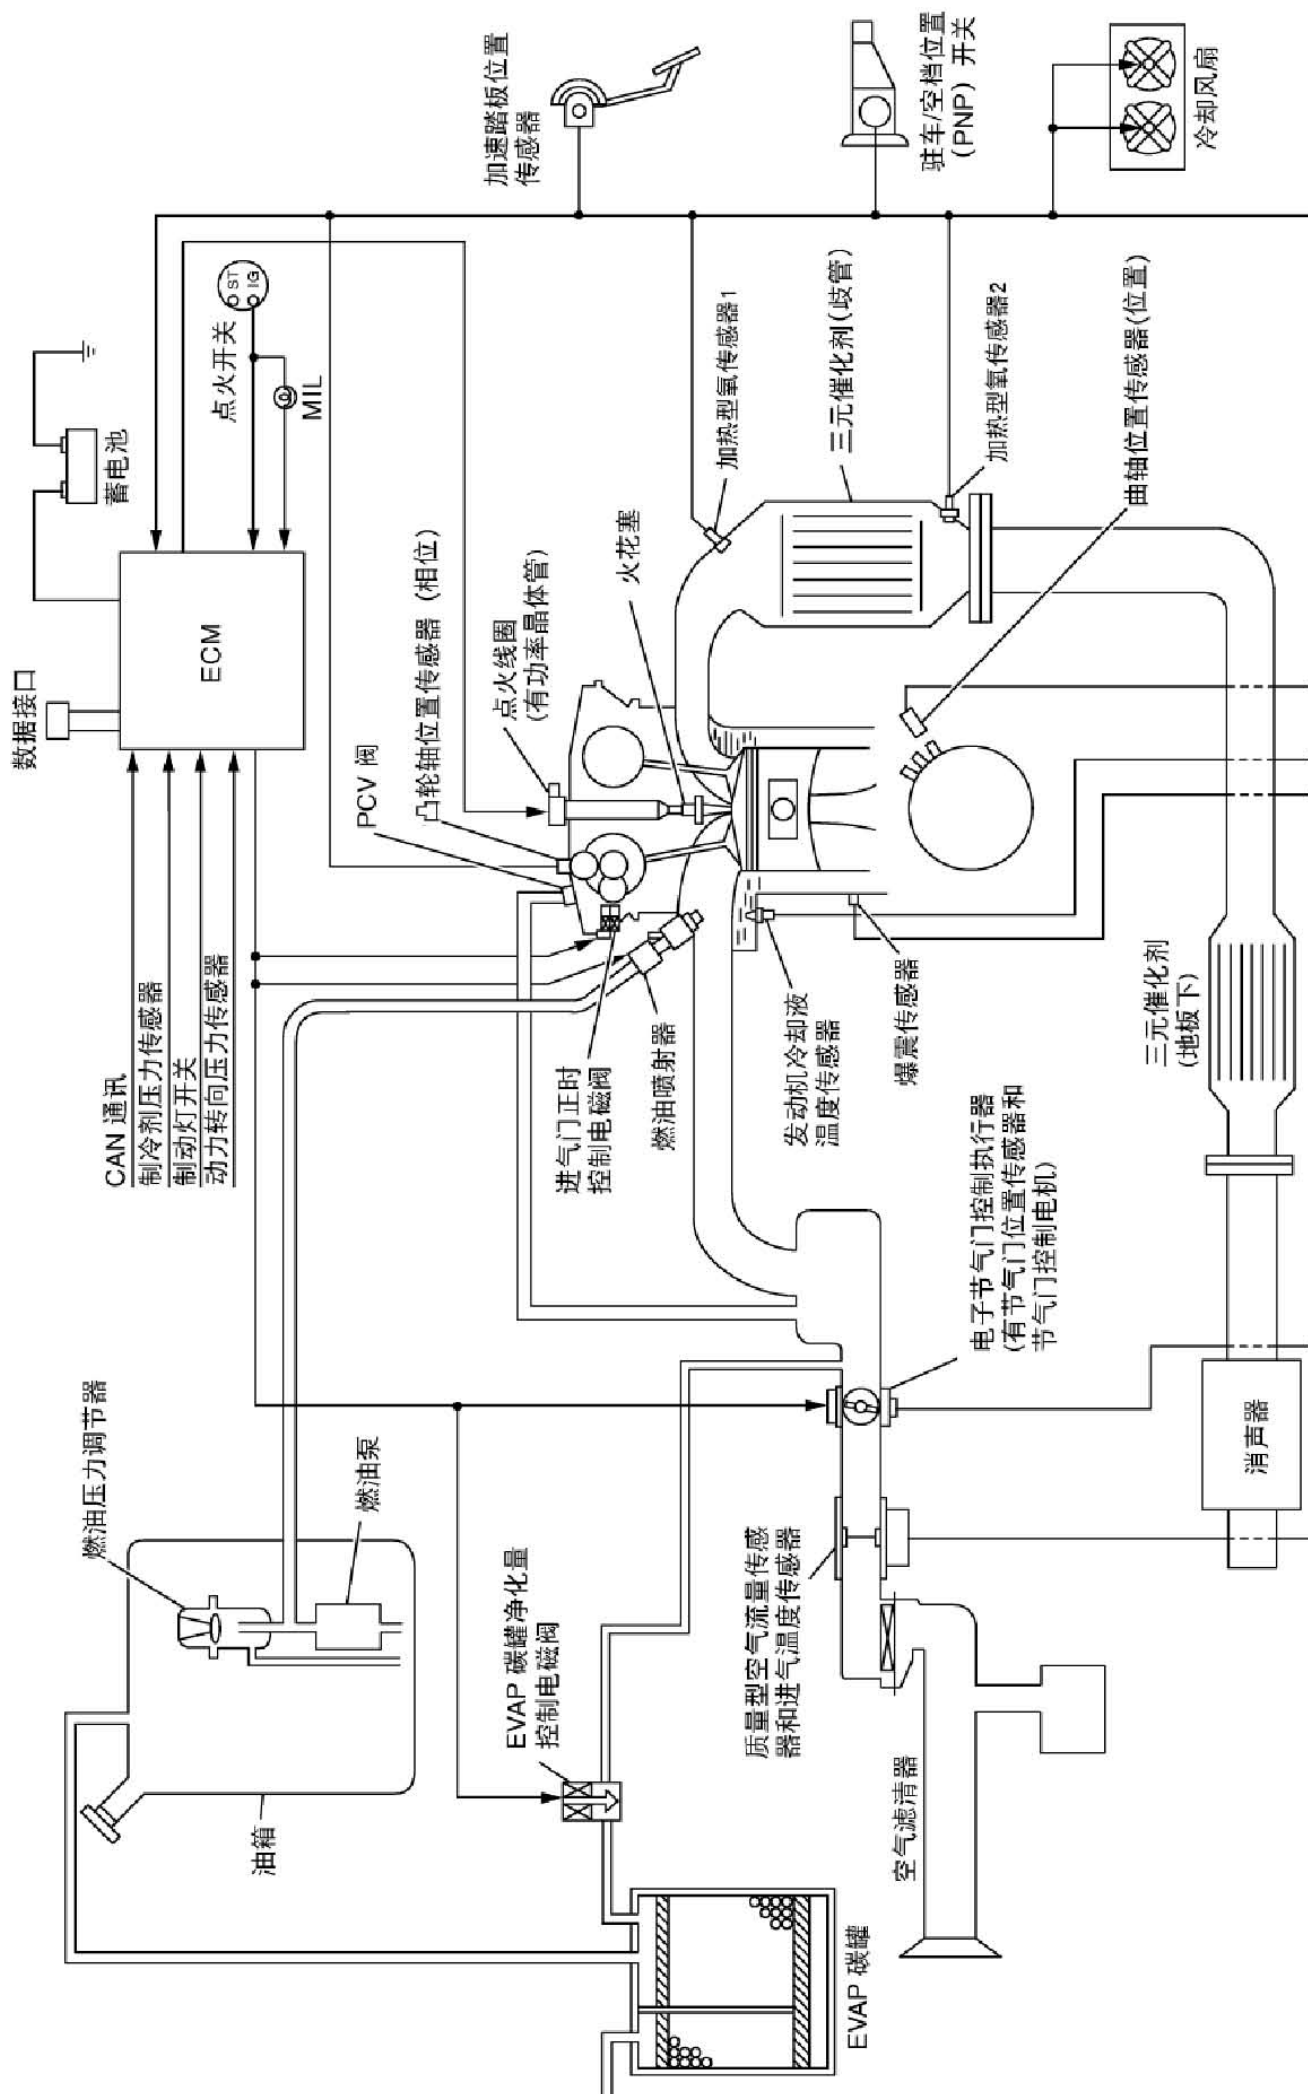 数据接口
蓄电池
点火开关
ST
IG
MIL
ECM
CAN 通讯
制冷剂压力传感器
制动灯开关
动力转向压力传感器
加速踏板位置
传感器
驻车/空档位置
(PNP) 开关
冷却风扇
燃油压力调节器
燃油泵
油箱
PCV 阀
凸轮轴位置传感器 (相位)
点火线圈
(有功率晶体管)
火花塞
加热型氧传感器1
三元催化剂(歧管)
加热型氧传感器2
曲轴位置传感器(位置)
进气门正时
控制电磁阀
燃油喷射器
发动机冷却液
温度传感器
爆震传感器
三元催化剂
(地板下)
EVAP 碳罐净化量
控制电磁阀
质量型空气流量传感
器和进气温度传感器
电子节气门控制执行器
(有节气门位置传感器和
节气门控制电机)
消声器
空气滤清器
EVAP 碳罐